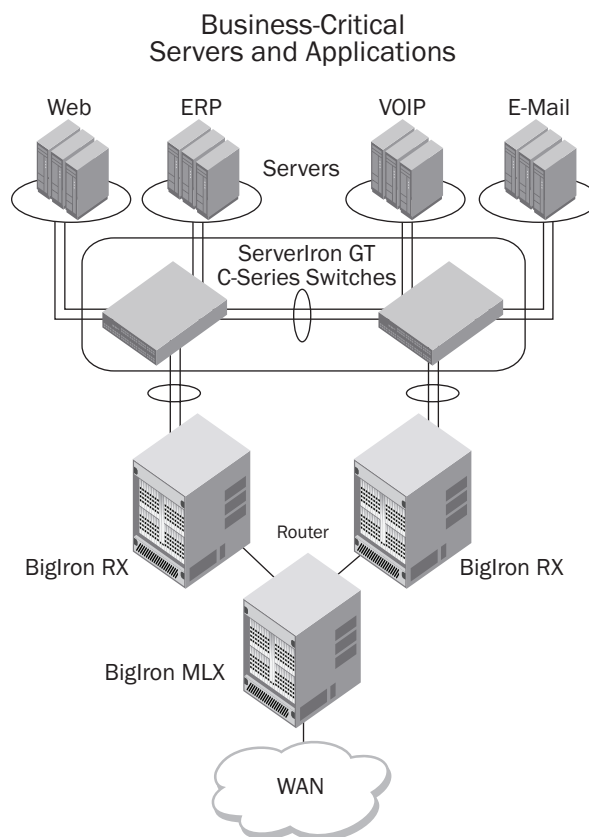 Business-Critical
Servers and Applications
Web
ERP
VOIP
E-Mail
Servers
ServerIron GT
C-Series Switches
Router
BigIron RX
BigIron RX
BigIron MLX
WAN